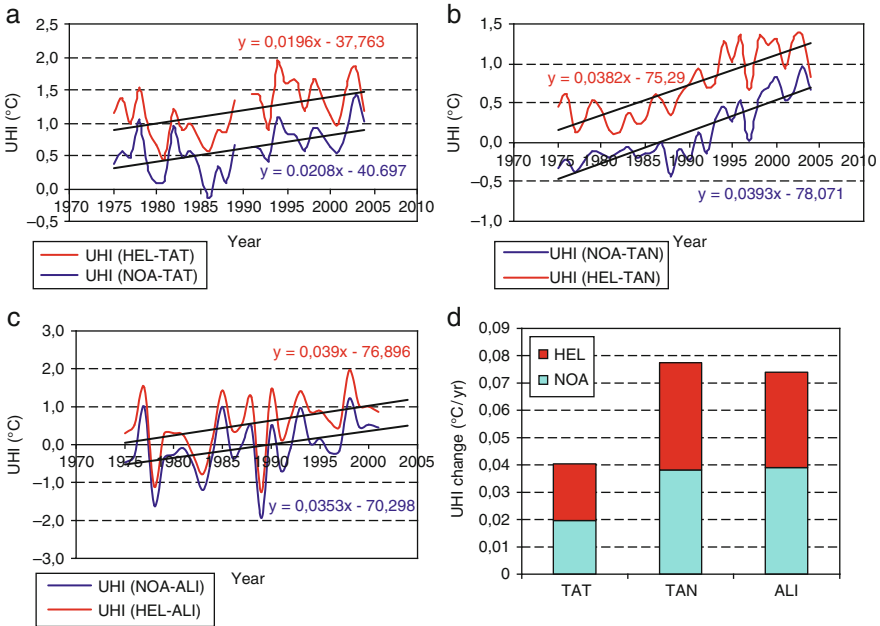 a
2,5
2,0
1,5
1,0
0,5
0,0
–0,5
UHI (°C)
y = 0,0196x - 37,763
y = 0.0208x - 40.697
1970 1975 1980 1985 1990 1995 2000 2005 2010
Year
UHI (HEL-TAT)
UHI (NOA-TAT)
b
1,5
1,0
0,5
0,0
–0,5
–1,0
UHI (°C)
y = 0,0382x - 75,29
y = 0,0393x - 78,071
1970 1975 1980 1985 1990 1995 2000 2005 2010
Year
UHI (NOA-TAN)
UHI (HEL-TAN)
c
3,0
2,0
1,0
0,0
–1,0
–2,0
–3,0
UHI (°C)
y = 0,039x - 76,896
y = 0,0353x - 70,298
1970 1975 1980 1985 1990 1995 2000 2005
Year
UHI (NOA-ALI)
UHI (HEL-ALI)
d
0,09
0,08
0,07
0,06
0,05
0,04
0,03
0,02
0,01
0
UHI change (°C/yr)
HEL
NOA
TAT TAN ALI